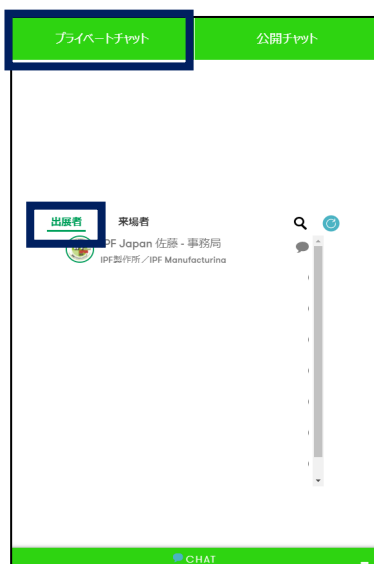 プライベートチャット
公開チャット
出展者
来場者
PF Japan 佐藤 - 事務局
IPF製作所／IPF Manufacturing
CHAT